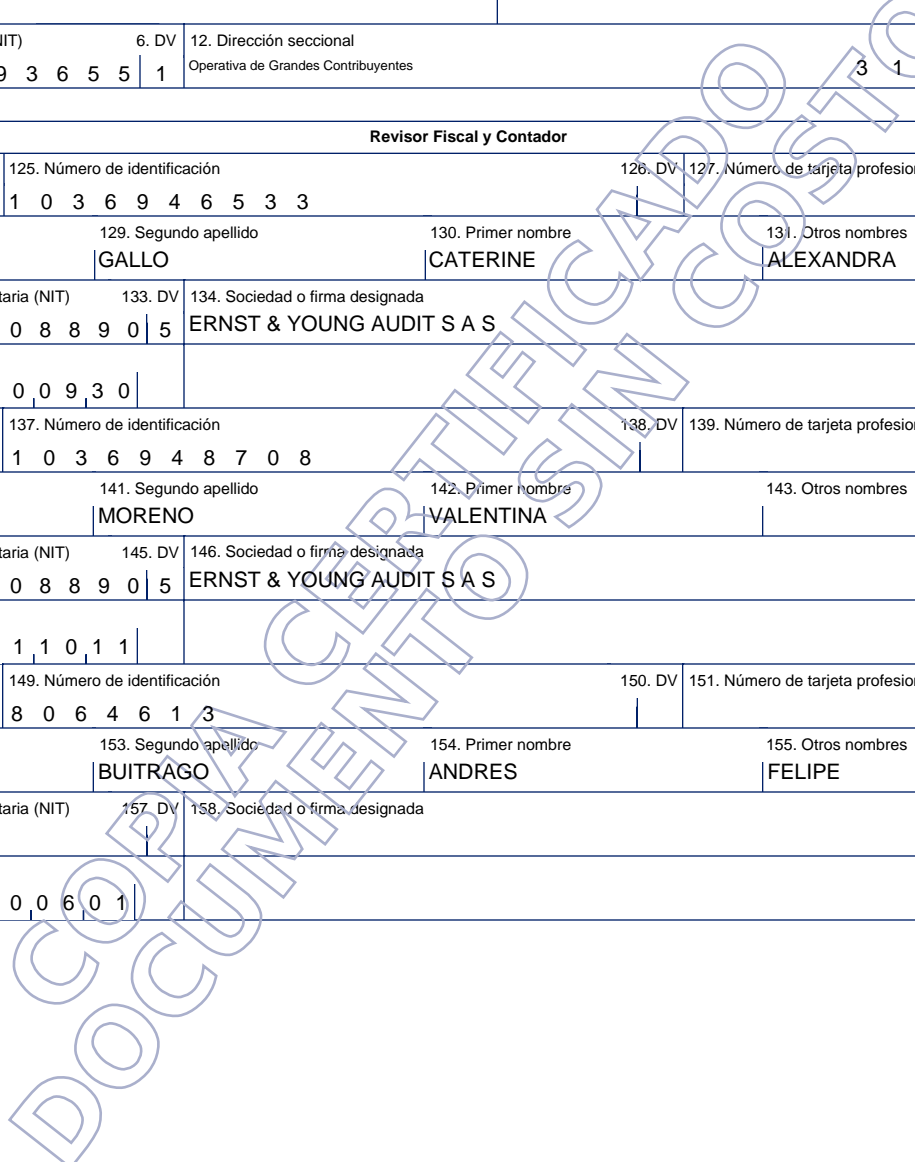 NIT) 6. DV 12. Dirección seccional
9 3 6 5 5 1 Operativa de Grandes Contribuyentes 3 1
Revisor Fiscal y Contador
125. Número de identificación 126. DV 127. Número de tarjeta profesion
1 0 3 6 9 4 6 5 3 3
129. Segundo apellido 130. Primer nombre 131. Otros nombres
GALLO CATERINE ALEXANDRA
taria (NIT) 133. DV 134. Sociedad o firma designada
0 8 8 9 0 5 ERNST & YOUNG AUDIT S A S
0 0 9 3 0
137. Número de identificación 138. DV 139. Número de tarjeta profesion
1 0 3 6 9 4 8 7 0 8
141. Segundo apellido 142. Primer nombre 143. Otros nombres
MORENO VALENTINA
taria (NIT) 145. DV 146. Sociedad o firma designada
0 8 8 9 0 5 ERNST & YOUNG AUDIT S A S
1 1 0 1 1
149. Número de identificación 150. DV 151. Número de tarjeta profesion
8 0 6 4 6 1 3
153. Segundo apellido 154. Primer nombre 155. Otros nombres
BUITRAGO ANDRES FELIPE
taria (NIT) 157. DV 158. Sociedad o firma designada
0 0 6 0 1
COPIA CERTIFICADO
DOCUMENTO SIN COSTO